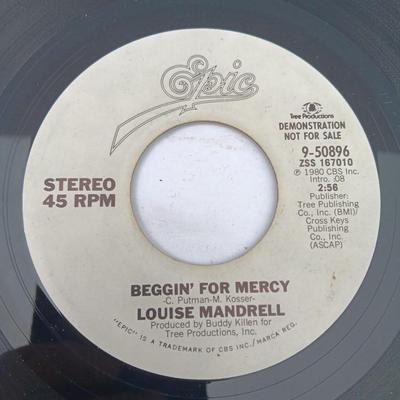 Epic
Tree Productions
DEMONSTRATION
NOT FOR SALE
9-50896
ZSS 167010
℗ 1980 CBS Inc.
Intro. :08
2:56
Publisher:
Tree Publishing
Co., Inc. (BMI)/
Cross Keys
Publishing Co.,
Inc.
(ASCAP)
STEREO
45 RPM
BEGGIN' FOR MERCY
-C. Putman-M. Kosser-
LOUISE MANDRELL
Produced by Buddy Killen for
Tree Productions, Inc.
"EPIC" IS A TRADEMARK OF CBS INC./MARCA REG.